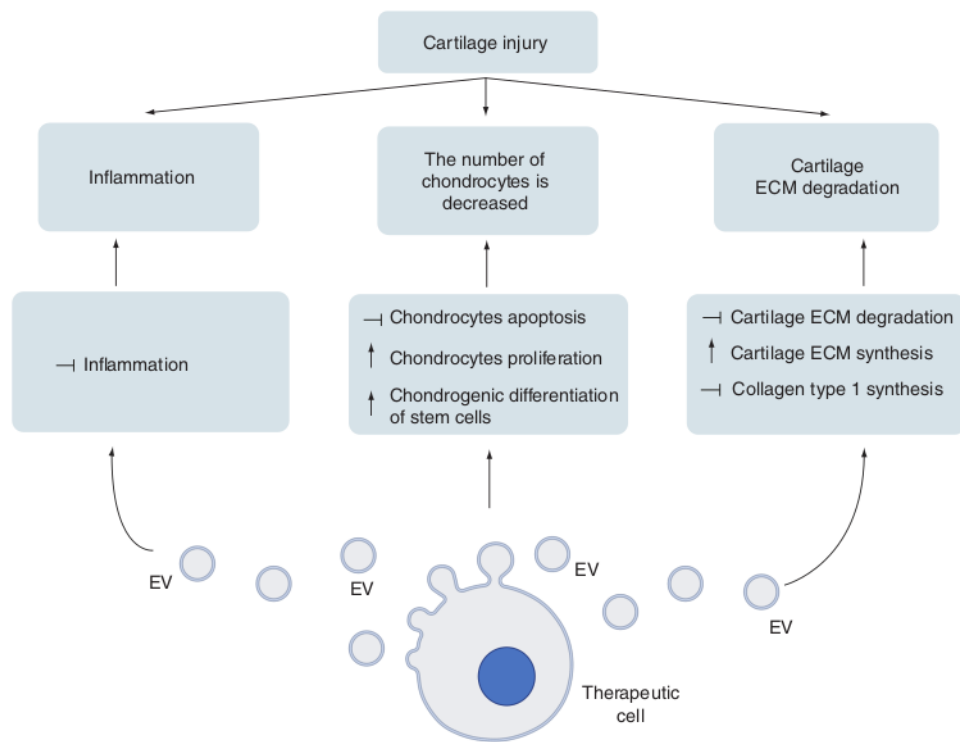 Cartilage injury
Inflammation
The number of
chondrocytes is
decreased
Cartilage
ECM degradation
Inflammation
Chondrocytes apoptosis
Chondrocytes proliferation
Chondrogenic differentiation
of stem cells
Cartilage ECM degradation
Cartilage ECM synthesis
Collagen type 1 synthesis
EV
EV
EV
EV
Therapeutic
cell